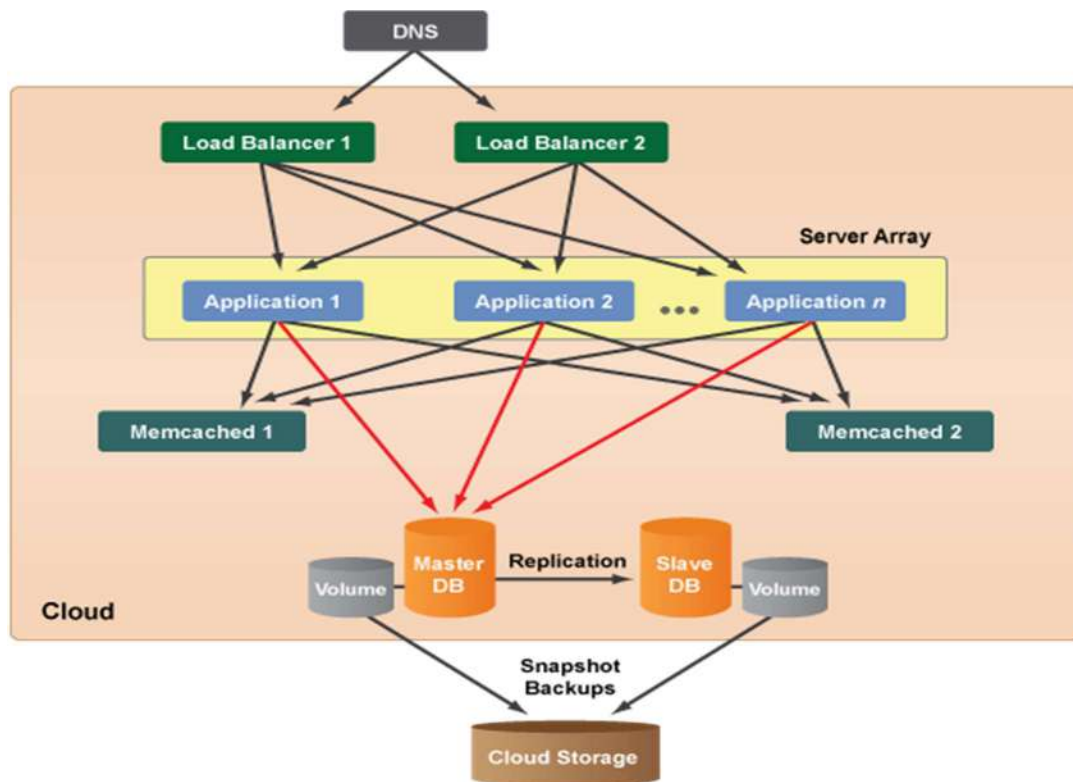 DNS
Load Balancer 1
Load Balancer 2
Server Array
Application 1
Application 2
Application n
Memcached 1
Memcached 2
Master
DB
Replication
Slave
DB
Volume
Volume
Cloud
Snapshot
Backups
Cloud Storage